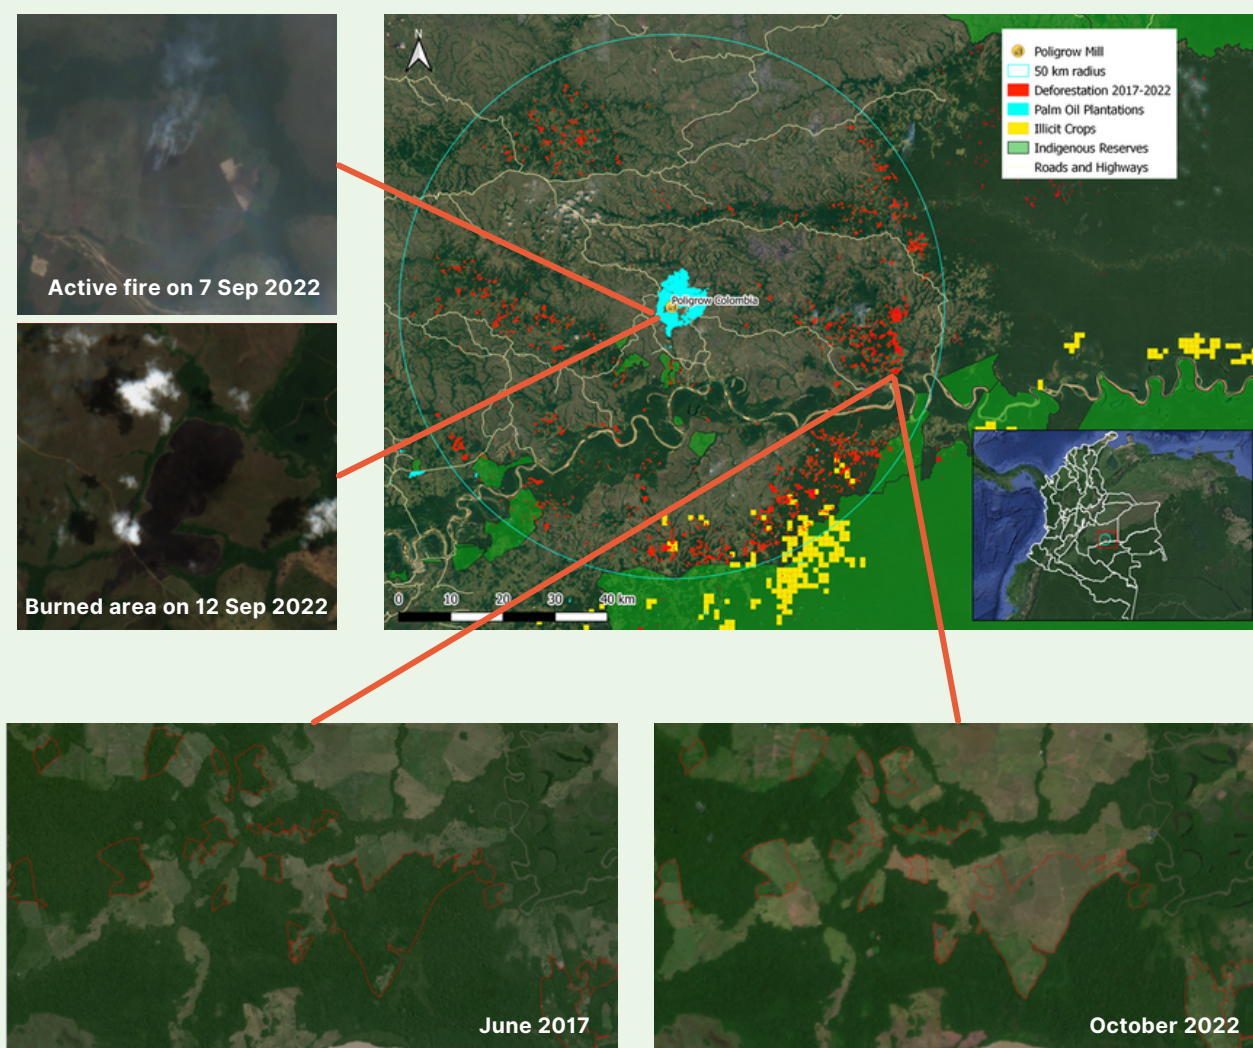 Active fire on 7 Sep 2022
Burned area on 12 Sep 2022
N
Poligrow Mill
50 km radius
Deforestation 2017-2022
Palm Oil Plantations
Illicit Crops
Indigenous Reserves
Roads and Highways
Poligrow Colombia
0 10 20 30 40 km
June 2017
October 2022